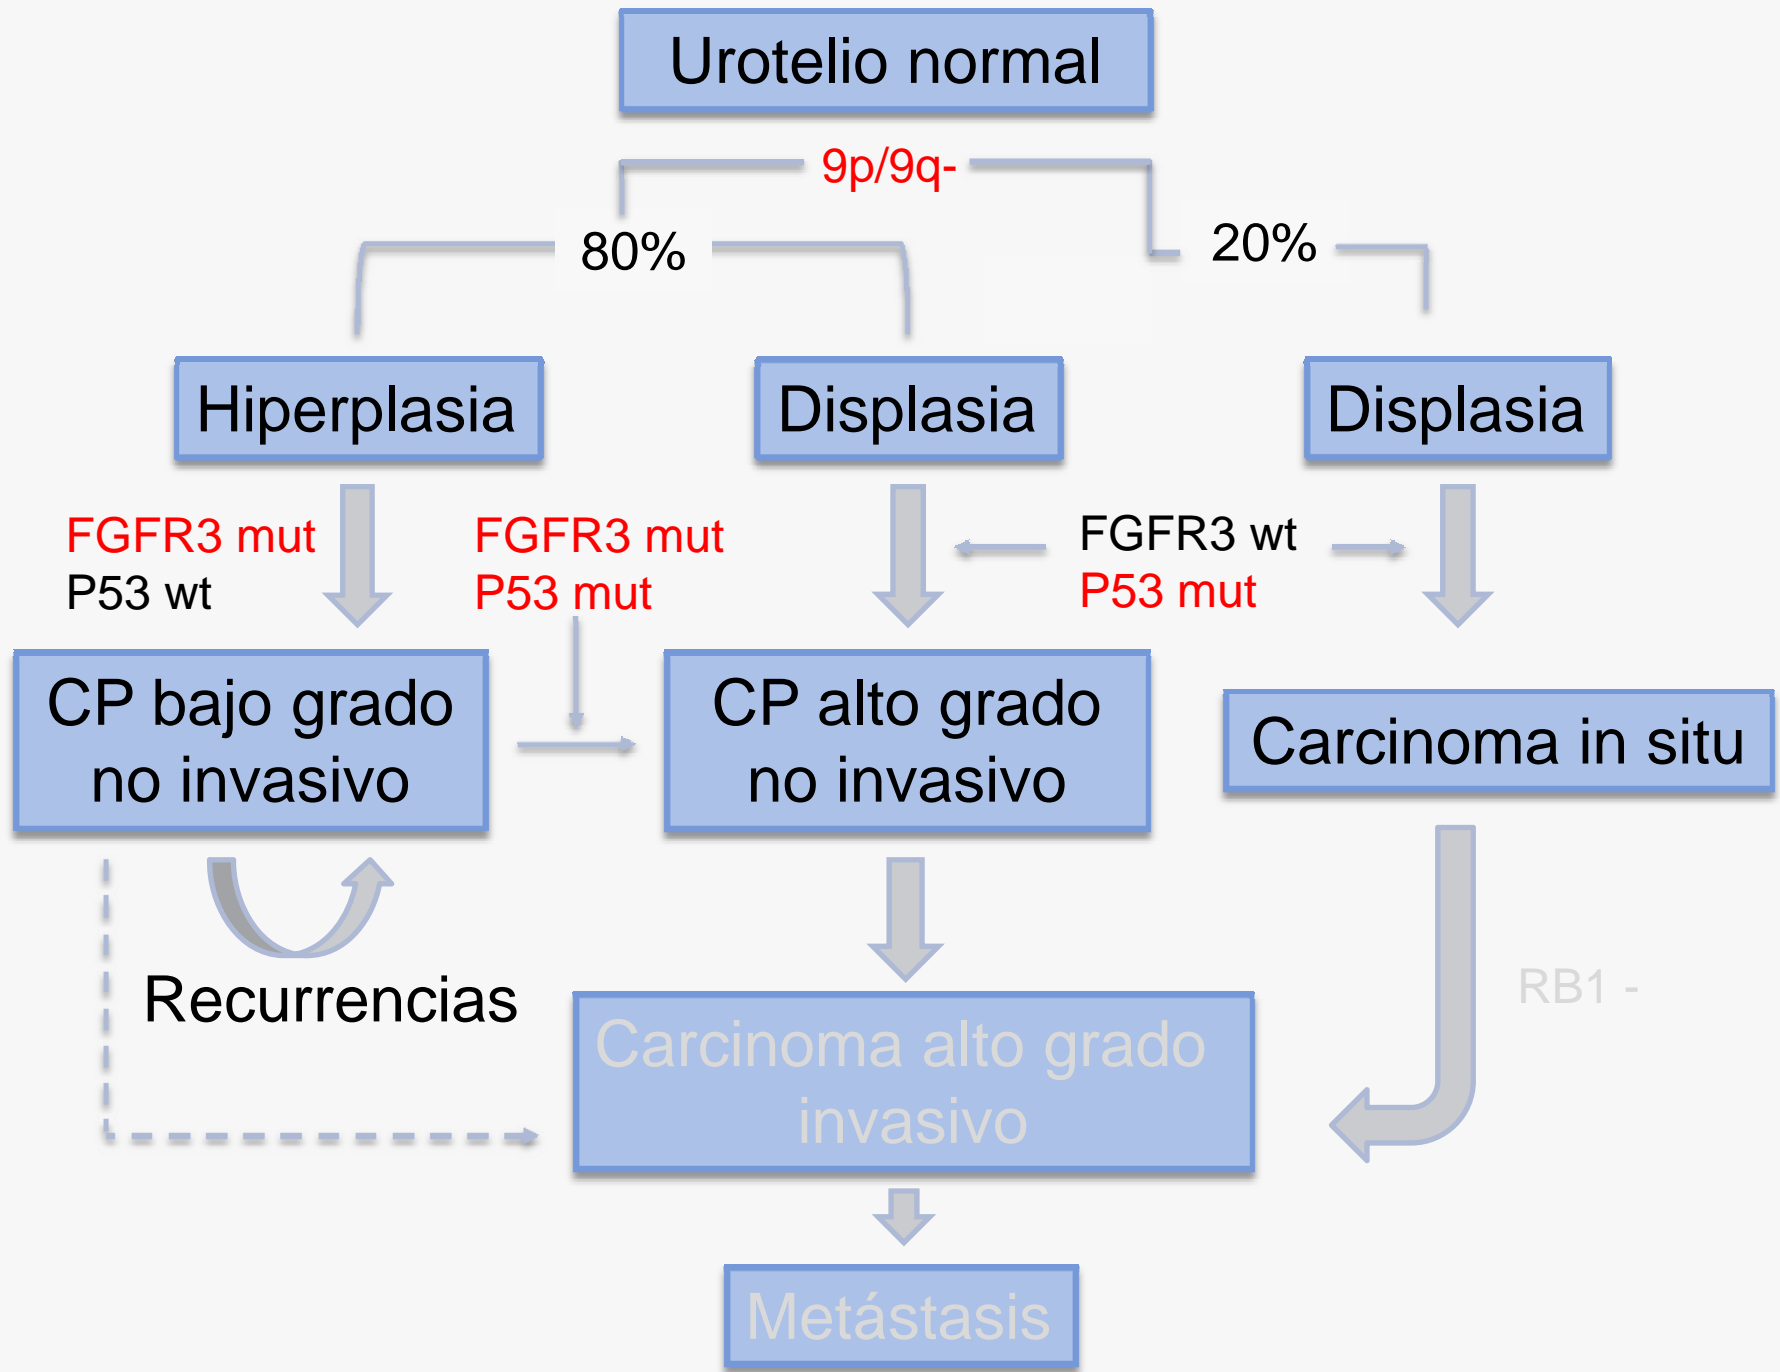 Urotelio normal
9p/9q-
80%
20%
Hiperplasia
Displasia
Displasia
FGFR3 mut
P53 wt
FGFR3 mut
P53 mut
FGFR3 wt
P53 mut
CP bajo grado
no invasivo
CP alto grado
no invasivo
Carcinoma in situ
Recurrencias
RB1 -
Carcinoma alto grado
invasivo
Metástasis